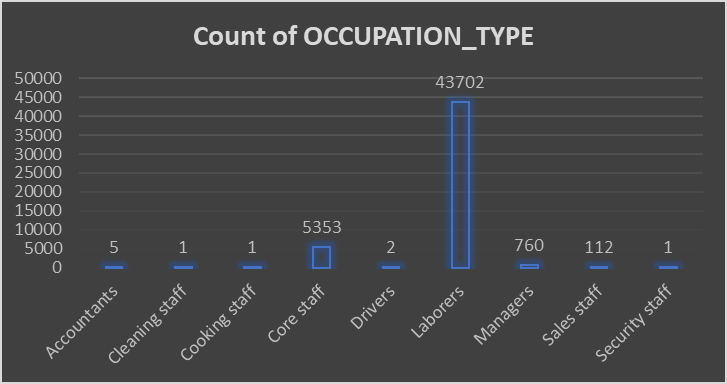 Count of OCCUPATION_TYPE
50000
45000
40000
35000
30000
25000
20000
15000
10000
5000
0
5
1
1
5353
2
43702
760
112
1
Accountants
Cleaning staff
Cooking staff
Core staff
Drivers
Laborers
Managers
Sales staff
Security staff